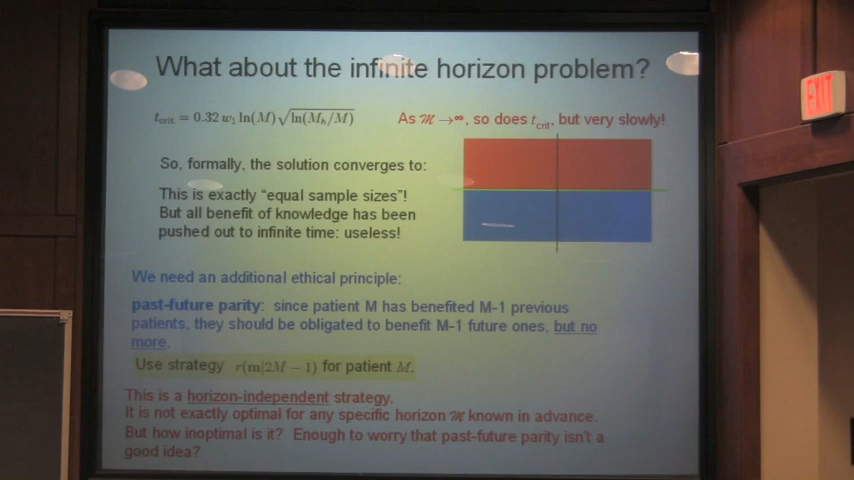 What about the infinite horizon problem?
t_crit = 0.32 w₁ ln(M) √ln(M_h/M)
As ℳ →∞, so does t_crit, but very slowly!
So, formally, the solution converges to:
This is exactly “equal sample sizes”!
But all benefit of knowledge has been
pushed out to infinite time: useless!
We need an additional ethical principle:
past-future parity: since patient M has benefited M-1 previous
patients, they should be obligated to benefit M-1 future ones, but no
more.
Use strategy r(m|2M − 1) for patient M.
This is a horizon-independent strategy.
It is not exactly optimal for any specific horizon ℳ known in advance.
But how inoptimal is it? Enough to worry that past-future parity isn't a
good idea?
EXIT